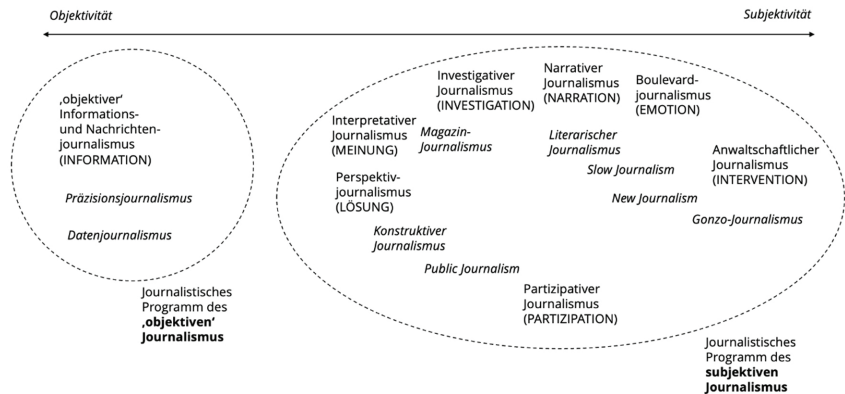 Objektivität
Subjektivität
‚objektiver‘
Informations-
und Nachrichten-
journalismus
(INFORMATION)
Präzisionsjournalismus
Datenjournalismus
Journalistisches
Programm des
‚objektiven‘
Journalismus
Interpretativer
Journalismus
(MEINUNG)
Investigativer
Journalismus
(INVESTIGATION)
Magazin-
Journalismus
Narrativer
Journalismus
(NARRATION)
Boulevard-
journalismus
(EMOTION)
Literarischer
Journalismus
Slow Journalism
Anwaltschaftlicher
Journalismus
(INTERVENTION)
Perspektiv-
journalismus
(LÖSUNG)
New Journalism
Gonzo-Journalismus
Konstruktiver
Journalismus
Public Journalism
Partizipativer
Journalismus
(PARTIZIPATION)
Journalistisches
Programm des
subjektiven
Journalismus